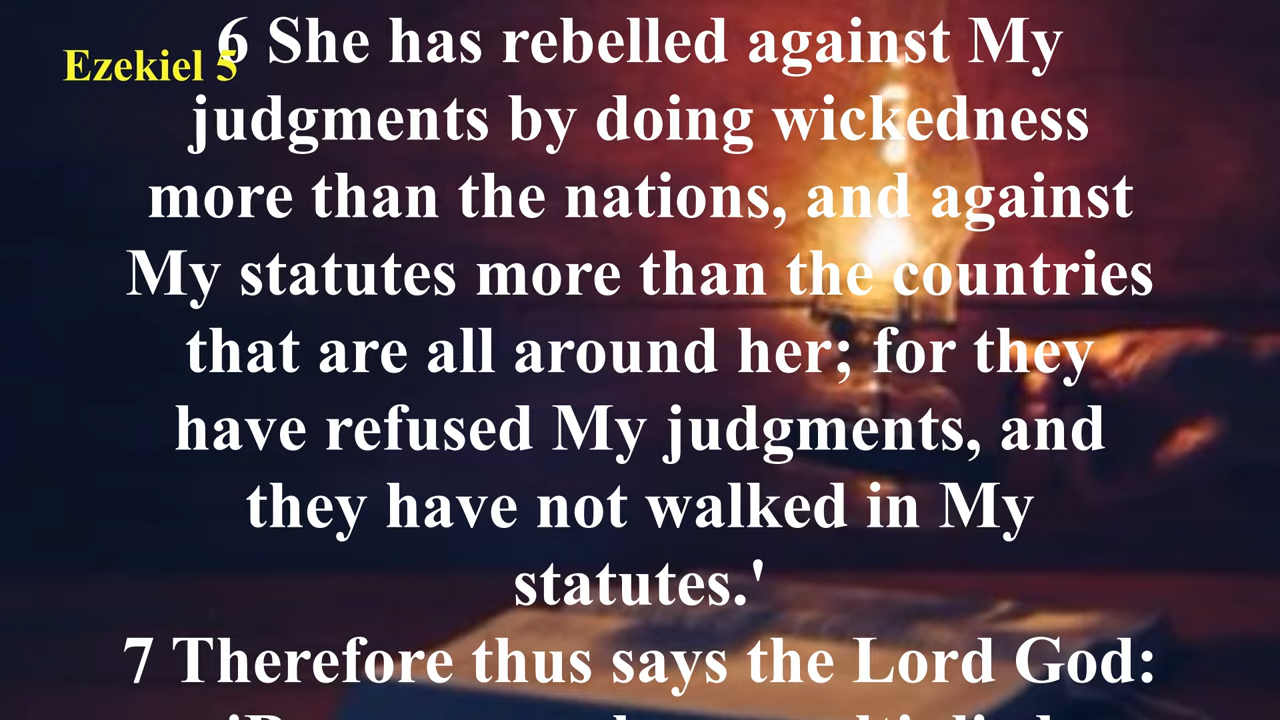 Ezekiel 5
6 She has rebelled against My
judgments by doing wickedness
more than the nations, and against
My statutes more than the countries
that are all around her; for they
have refused My judgments, and
they have not walked in My
statutes.'
7 Therefore thus says the Lord God: